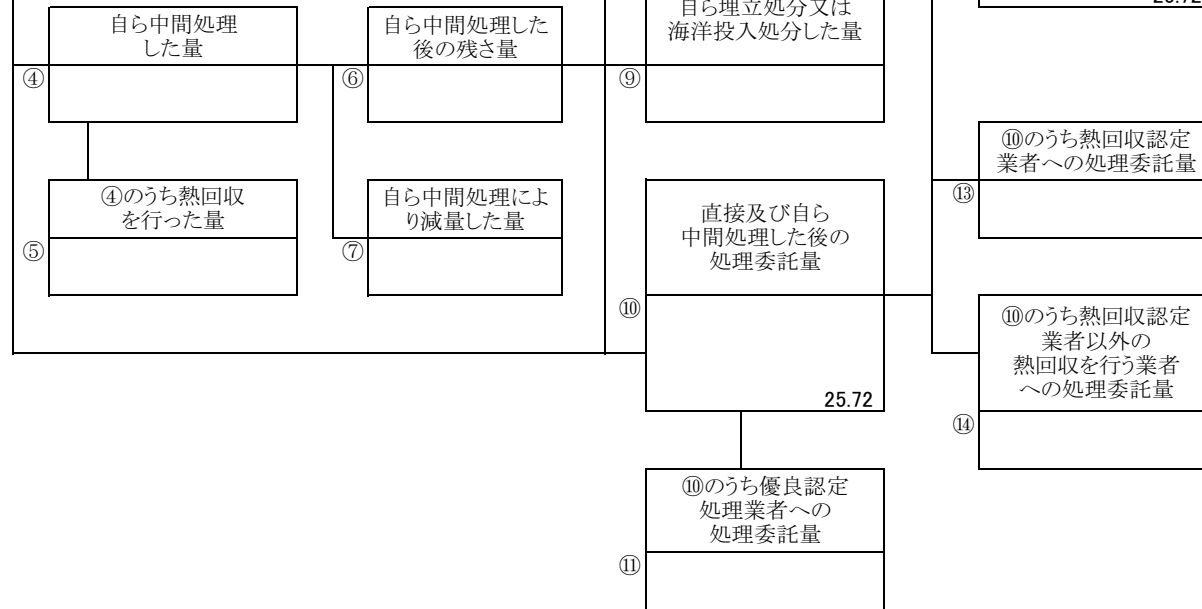 自ら中間処理
した量
④
自ら中間処理した
後の残さ量
⑥
自ら埋立処分又は
海洋投入処分した量
⑨
⑩のうち熱回収認定
業者への処理委託量
⑬
④のうち熱回収
を行った量
⑤
自ら中間処理によ
り減量した量
⑦
直接及び自ら
中間処理した後の
処理委託量
⑩
25.72
⑩のうち熱回収認定
業者以外の
熱回収を行う業者
への処理委託量
⑭
⑩のうち優良認定
処理業者への
処理委託量
⑪